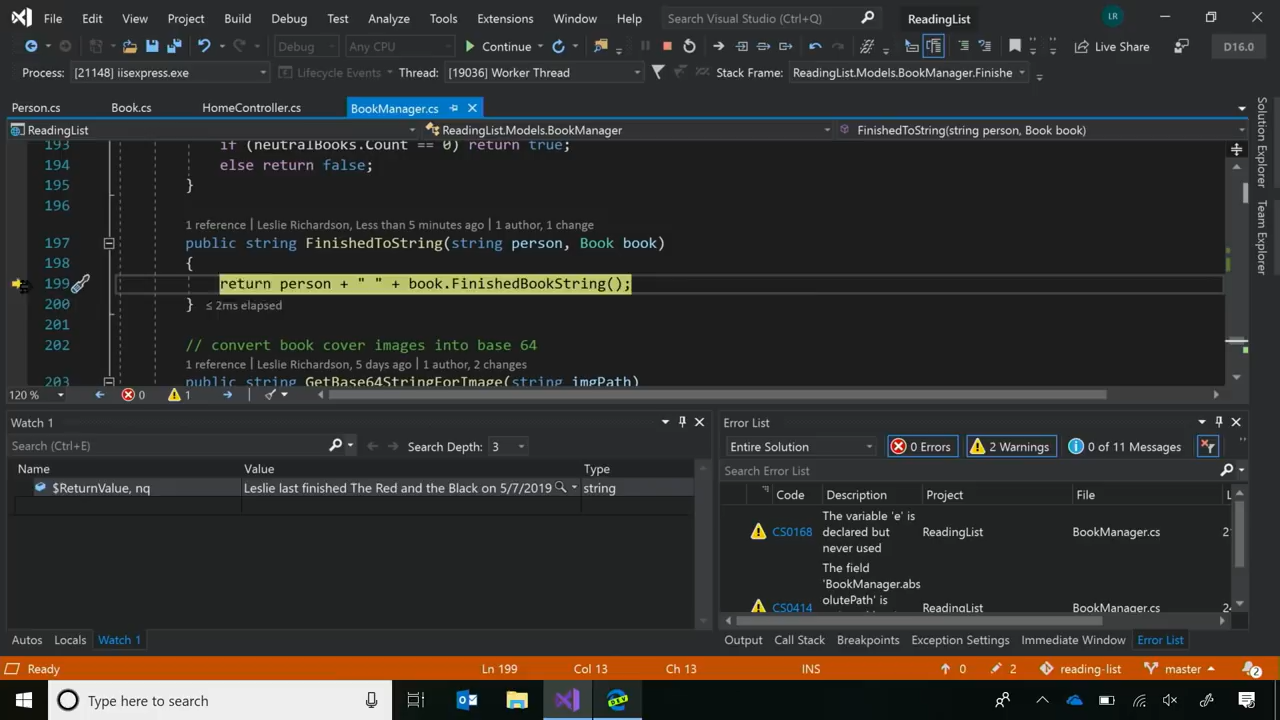 File Edit View Project Build Debug Test Analyze Tools Extensions Window Help Search Visual Studio (Ctrl+Q) ReadingList LR
Debug Any CPU Continue Live Share D16.0
Process: [21148] iisexpress.exe Lifecycle Events Thread: [19036] Worker Thread Stack Frame: ReadingList.Models.BookManager.Finishe
Person.cs Book.cs HomeController.cs BookManager.cs
ReadingList ReadingList.Models.BookManager FinishedToString(string person, Book book)
193 if (neutralBooks.Count == 0) return true;
194 else return false;
195 }
196
1 reference | Leslie Richardson, Less than 5 minutes ago | 1 author, 1 change
197 public string FinishedToString(string person, Book book)
198 {
199 return person + " " + book.FinishedBookString();
200 } ≤ 2ms elapsed
201
202 // convert book cover images into base 64
1 reference | Leslie Richardson, 5 days ago | 1 author, 2 changes
203 public string GetBase64StringForImage(string imgPath)
120 % 0 1
Solution Explorer
Team Explorer
Watch 1
Search (Ctrl+E) Search Depth: 3
Name Value Type
$ReturnValue, nq Leslie last finished The Red and the Black on 5/7/2019 string
Autos Locals Watch 1
Error List
Entire Solution 0 Errors 2 Warnings 0 of 11 Messages
Search Error List
Code Description Project File L
CS0168 The variable 'e' is declared but never used ReadingList BookManager.cs 2
The field
'BookManager.abs
olutePath' is
CS0414 ReadingList BookManager.cs 24
Output Call Stack Breakpoints Exception Settings Immediate Window Error List
Ready Ln 199 Col 13 Ch 13 INS 0 2 reading-list master 2
Type here to search
DEV